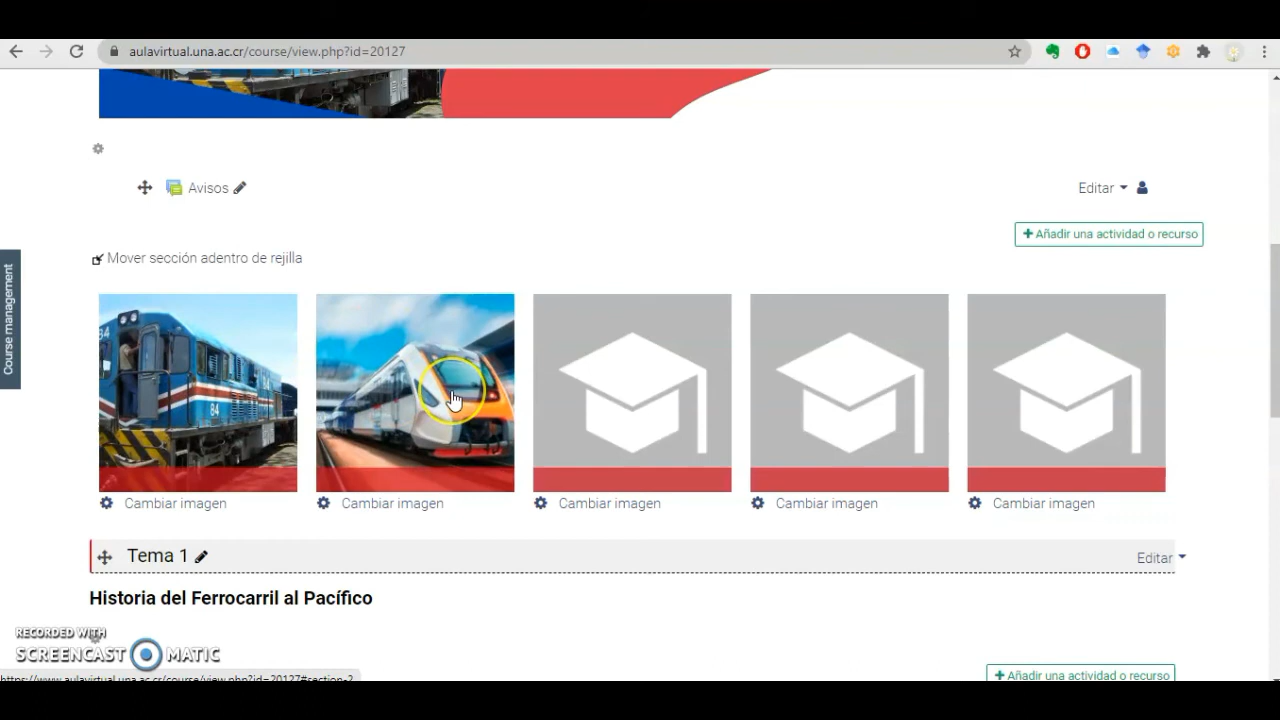 aulavirtual.una.ac.cr/course/view.php?id=20127
Avisos
Editar
Añadir una actividad o recurso
Mover sección adentro de rejilla
Course management
84
84
Cambiar imagen
Cambiar imagen
Cambiar imagen
Cambiar imagen
Cambiar imagen
Tema 1
Editar
Historia del Ferrocarril al Pacífico
RECORDED WITH
SCREENCAST MATIC
Añadir una actividad o recurso
https://www.aulavirtual.una.ac.cr/course/view.php?id=20127#section-2